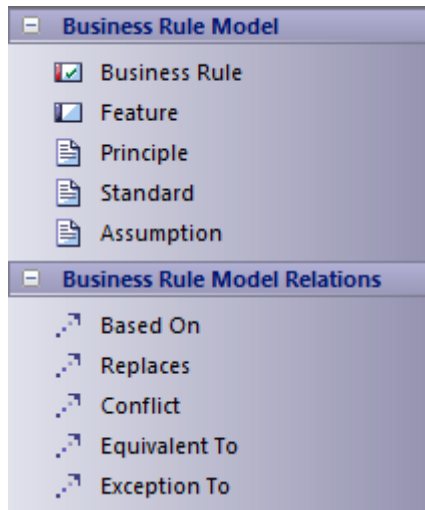 Business Rule Model
Business Rule
Feature
Principle
Standard
Assumption
Business Rule Model Relations
Based On
Replaces
Conflict
Equivalent To
Exception To